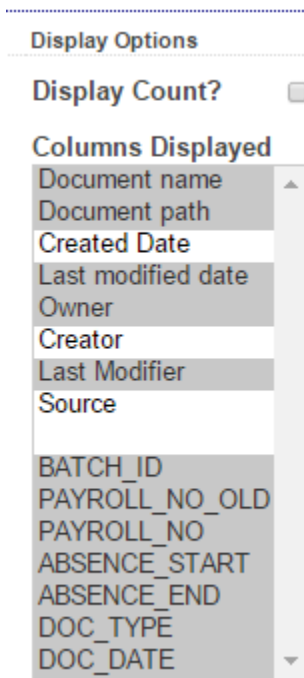 Display Options
Display Count?
Columns Displayed
Document name
Document path
Created Date
Last modified date
Owner
Creator
Last Modifier
Source
BATCH_ID
PAYROLL_NO_OLD
PAYROLL_NO
ABSENCE_START
ABSENCE_END
DOC_TYPE
DOC_DATE